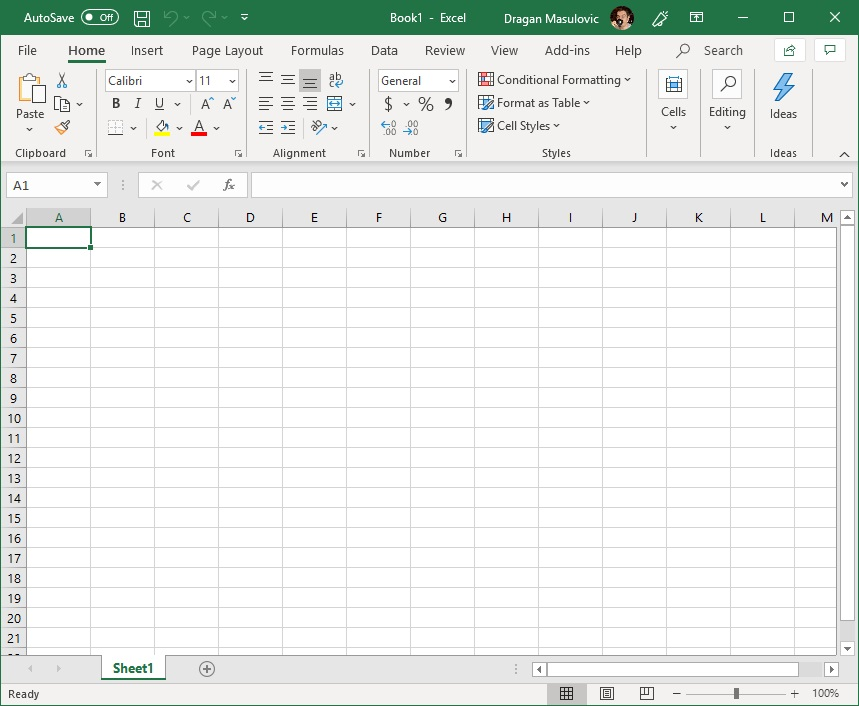 AutoSave Off Book1 - Excel Dragan Masulovic
File Home Insert Page Layout Formulas Data Review View Add-ins Help Search
Paste
Clipboard
Calibri 11
B I U A A
A
Font
ab
Alignment
General
$ % 9
.00
.00
Number
Conditional Formatting
Format as Table
Cell Styles
Styles
Cells
Editing
Ideas
Ideas
A1 fx
A B C D E F G H I J K L M
1
2
3
4
5
6
7
8
9
10
11
12
13
14
15
16
17
18
19
20
21
Sheet1
Ready 100%